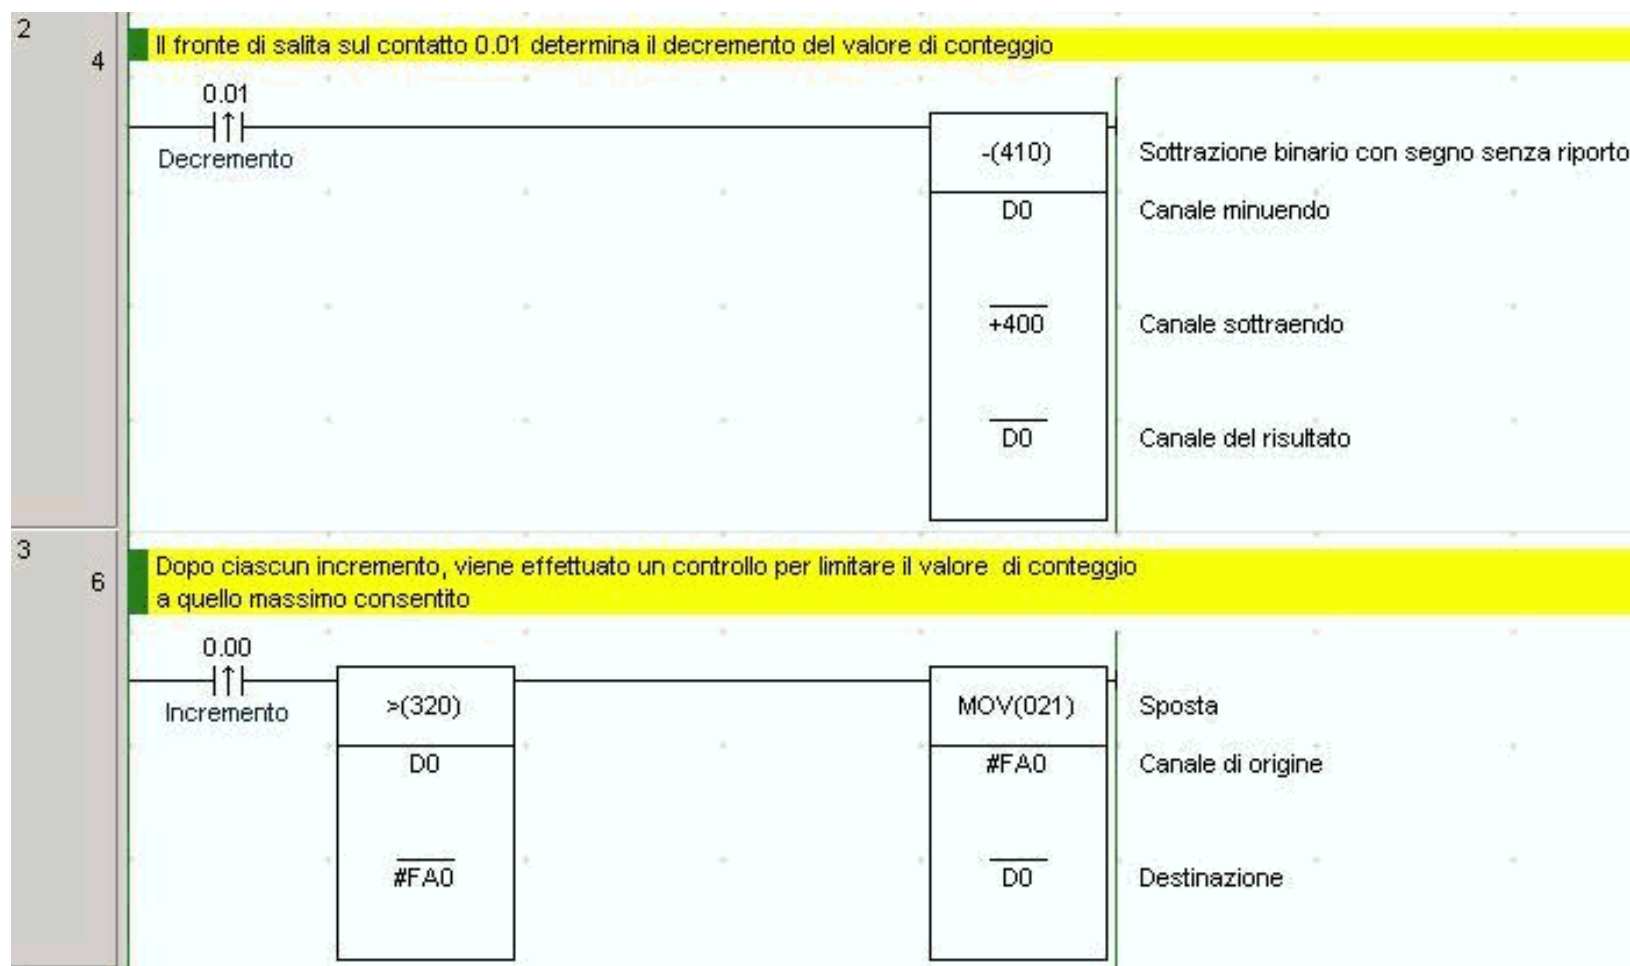 2
4
Il fronte di salita sul contatto 0.01 determina il decremento del valore di conteggio
0.01
Decremento
-(410)
Sottrazione binario con segno senza riporto
D0
Canale minuendo
+400
Canale sottraendo
D0
Canale del risultato
3
6
Dopo ciascun incremento, viene effettuato un controllo per limitare il valore di conteggio
a quello massimo consentito
0.00
Incremento
>(320)
MOV(021)
Sposta
D0
#FA0
Canale di origine
#FA0
D0
Destinazione